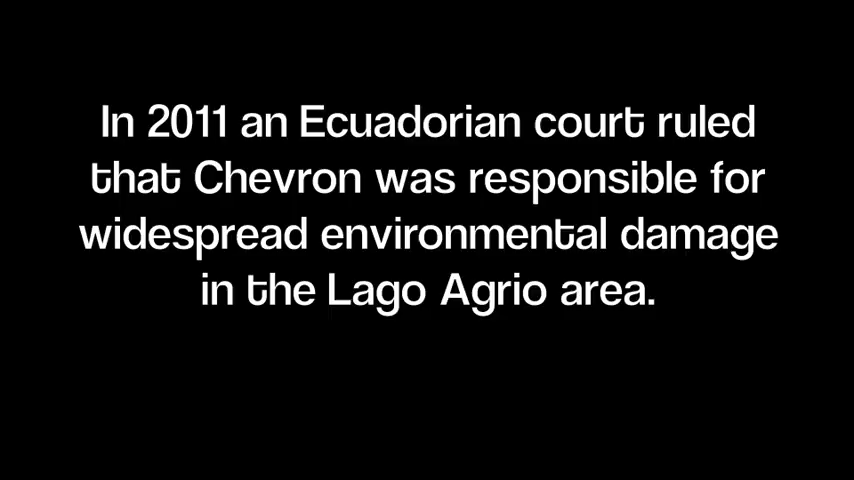 In 2011 an Ecuadorian court ruled
that Chevron was responsible for
widespread environmental damage
in the Lago Agrio area.